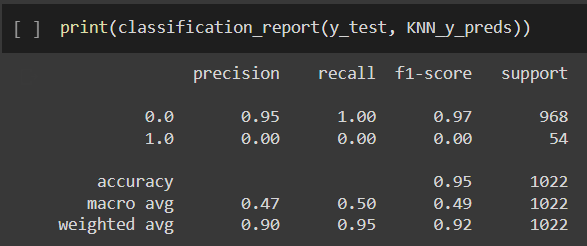 [ ] print(classification_report(y_test, KNN_y_preds))
precision recall f1-score support
0.0 0.95 1.00 0.97 968
1.0 0.00 0.00 0.00 54
accuracy 0.95 1022
macro avg 0.47 0.50 0.49 1022
weighted avg 0.90 0.95 0.92 1022